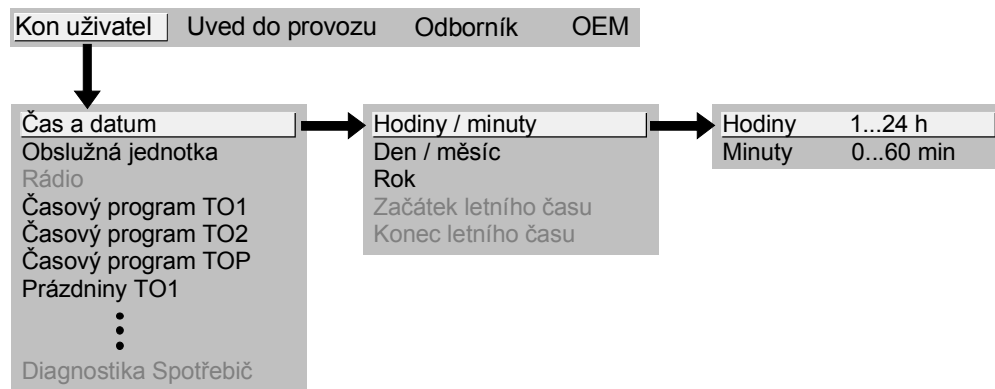 Kon uživatel Uved do provozu Odborník OEM
Čas a datum
Obslužná jednotka
Rádio
Časový program TO1
Časový program TO2
Časový program TOP
Prázdniny TO1
Diagnostika Spotřebič
Hodiny / minuty
Den / měsíc
Rok
Začátek letního času
Konec letního času
Hodiny 1...24 h
Minuty 0...60 min